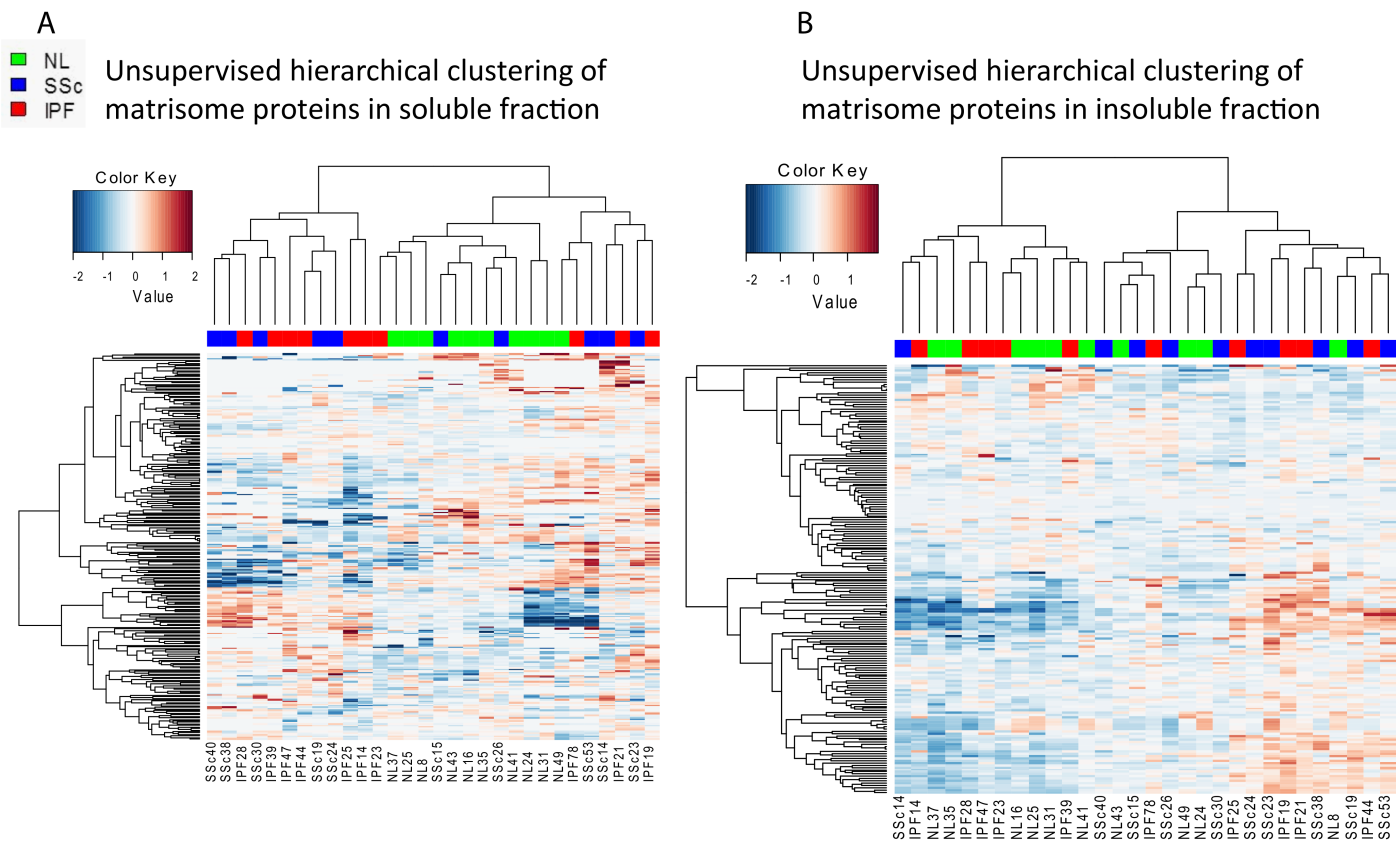 A
B
NL
SSc
IPF
Unsupervised hierarchical clustering of
matrisome proteins in soluble fraction
Unsupervised hierarchical clustering of
matrisome proteins in insoluble fraction
Color Key
-2 -1 0 1 2
Value
Color Key
-2 -1 0 1
Value
SSc40
SSc38
IPF28
SSc30
IPF39
IPF47
IPF44
SSc19
SSc24
IPF25
IPF14
IPF23
NL37
NL25
NL8
SSc15
NL43
NL16
NL35
SSc26
NL41
NL24
NL31
NL49
IPF78
SSc53
SSc14
IPF21
SSc23
IPF19
SSc14
IPF14
NL37
NL35
IPF28
IPF47
IPF23
NL16
NL25
NL31
IPF39
NL41
SSc40
NL43
SSc15
IPF78
SSc26
NL49
NL24
SSc30
IPF25
SSc24
SSc23
IPF19
IPF21
SSc38
NL8
SSc19
IPF44
SSc53